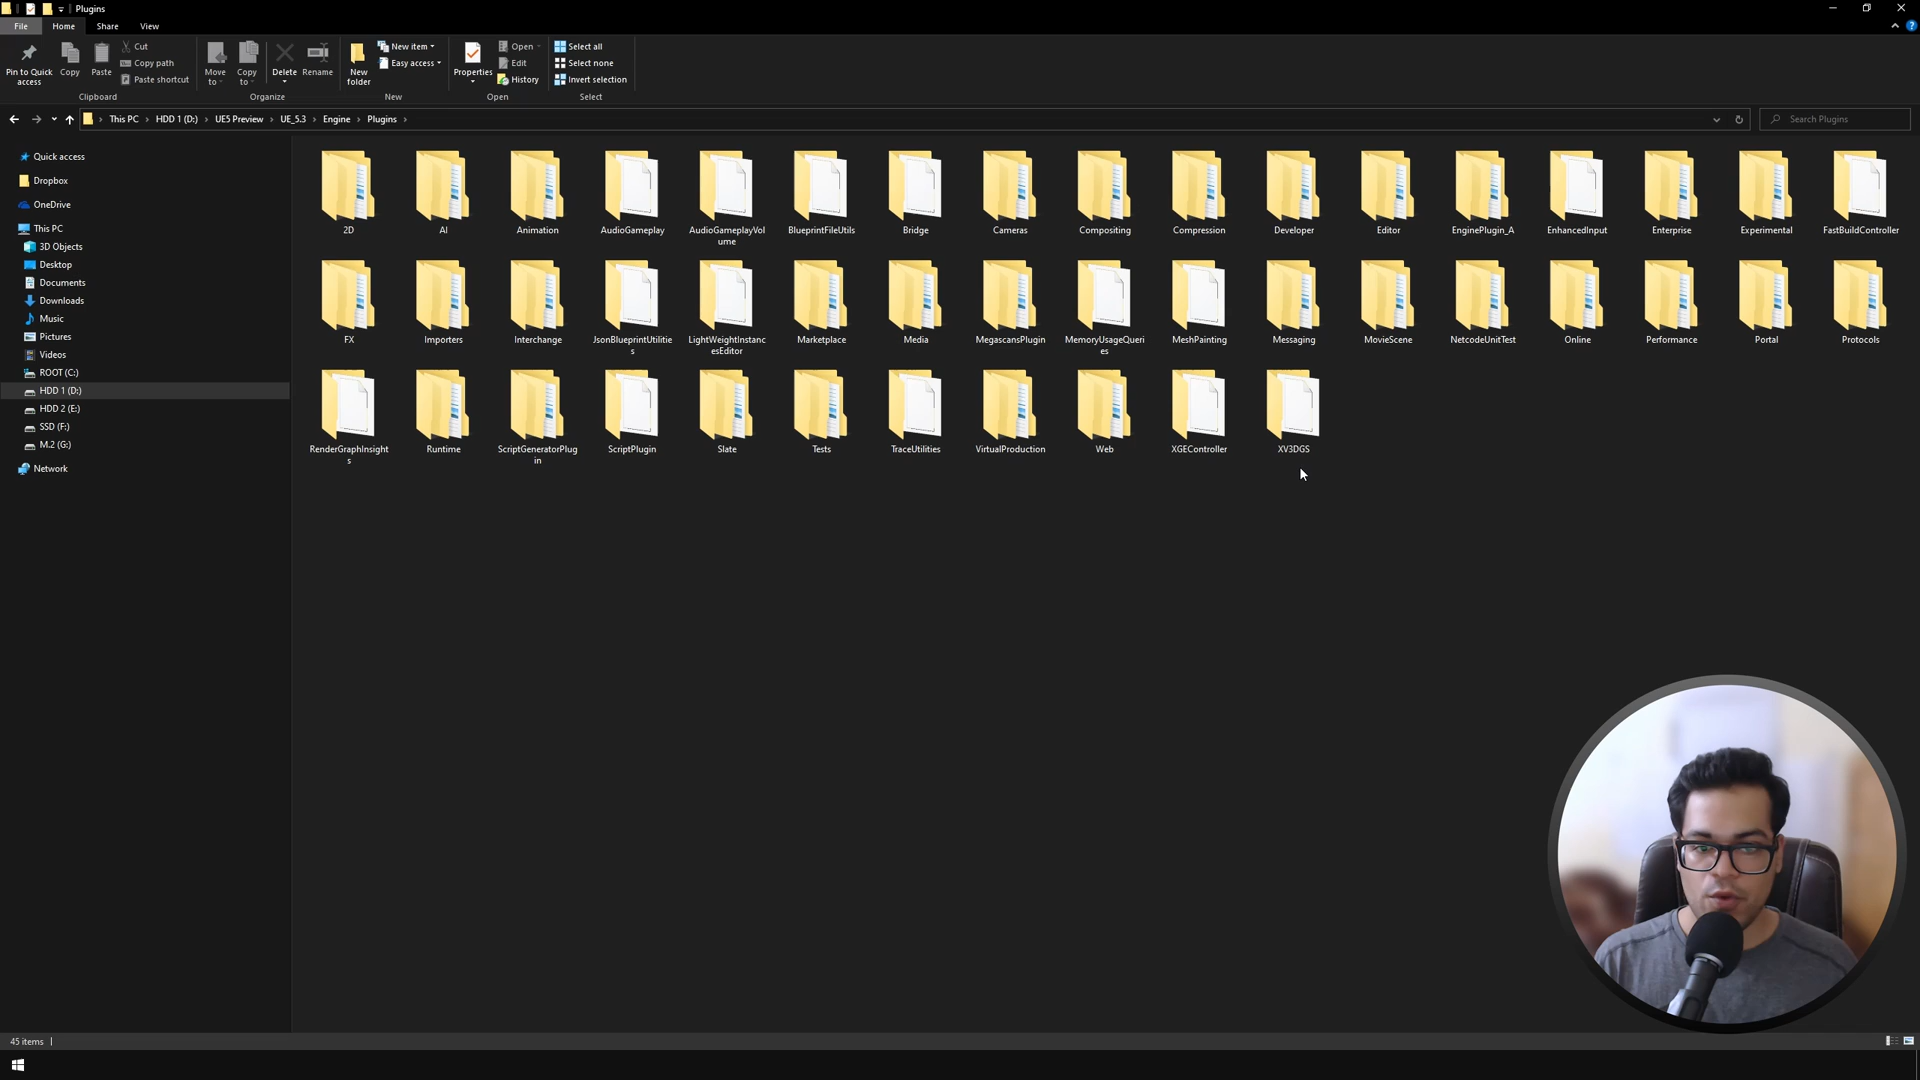 Plugins
File
Home
Share
View
Pin to Quick
access
Copy
Paste
Cut
Copy path
Paste shortcut
Clipboard
Move
to
Copy
to
Delete
Rename
Organize
New
folder
New item
Easy access
New
Properties
Open
Edit
History
Open
Select all
Select none
Invert selection
Select
This PC
HDD 1 (D:)
UE5 Preview
UE_5.3
Engine
Plugins
Search Plugins
Quick access
Dropbox
OneDrive
This PC
3D Objects
Desktop
Documents
Downloads
Music
Pictures
Videos
ROOT (C:)
HDD 1 (D:)
HDD 2 (E:)
SSD (F:)
M.2 (G:)
Network
2D
AI
Animation
AudioGameplay
AudioGameplayVol
ume
BlueprintFileUtils
Bridge
Cameras
Compositing
Compression
Developer
Editor
EnginePlugin_A
EnhancedInput
Enterprise
Experimental
FastBuildController
FX
Importers
Interchange
JsonBlueprintUtilitie
s
LightWeightInstanc
esEditor
Marketplace
Media
MegascansPlugin
MemoryUsageQueri
es
MeshPainting
Messaging
MovieScene
NetcodeUnitTest
Online
Performance
Portal
Protocols
RenderGraphInsight
s
Runtime
ScriptGeneratorPlug
in
ScriptPlugin
Slate
Tests
TraceUtilities
VirtualProduction
Web
XGEController
XV3DGS
45 items